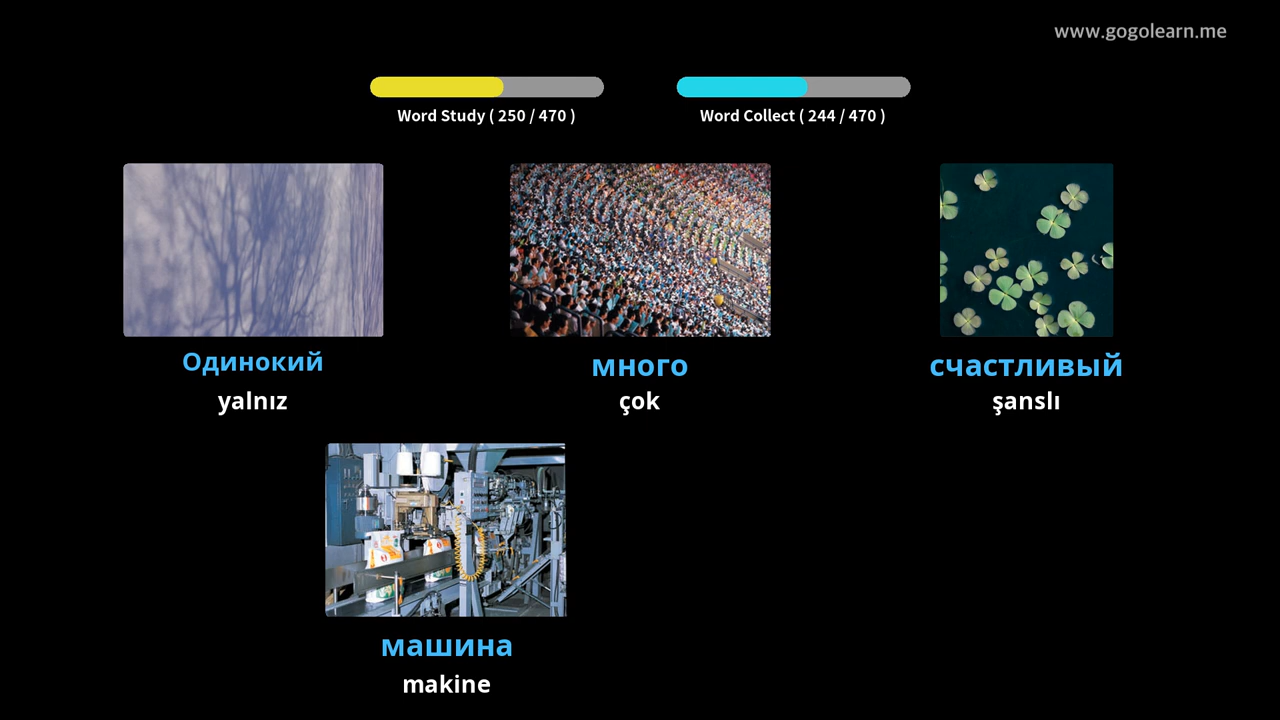 www.gogolearn.me
Word Study ( 250 / 470 )
Word Collect ( 244 / 470 )
Одинокий
yalnız
много
çok
счастливый
şanslı
машина
makine